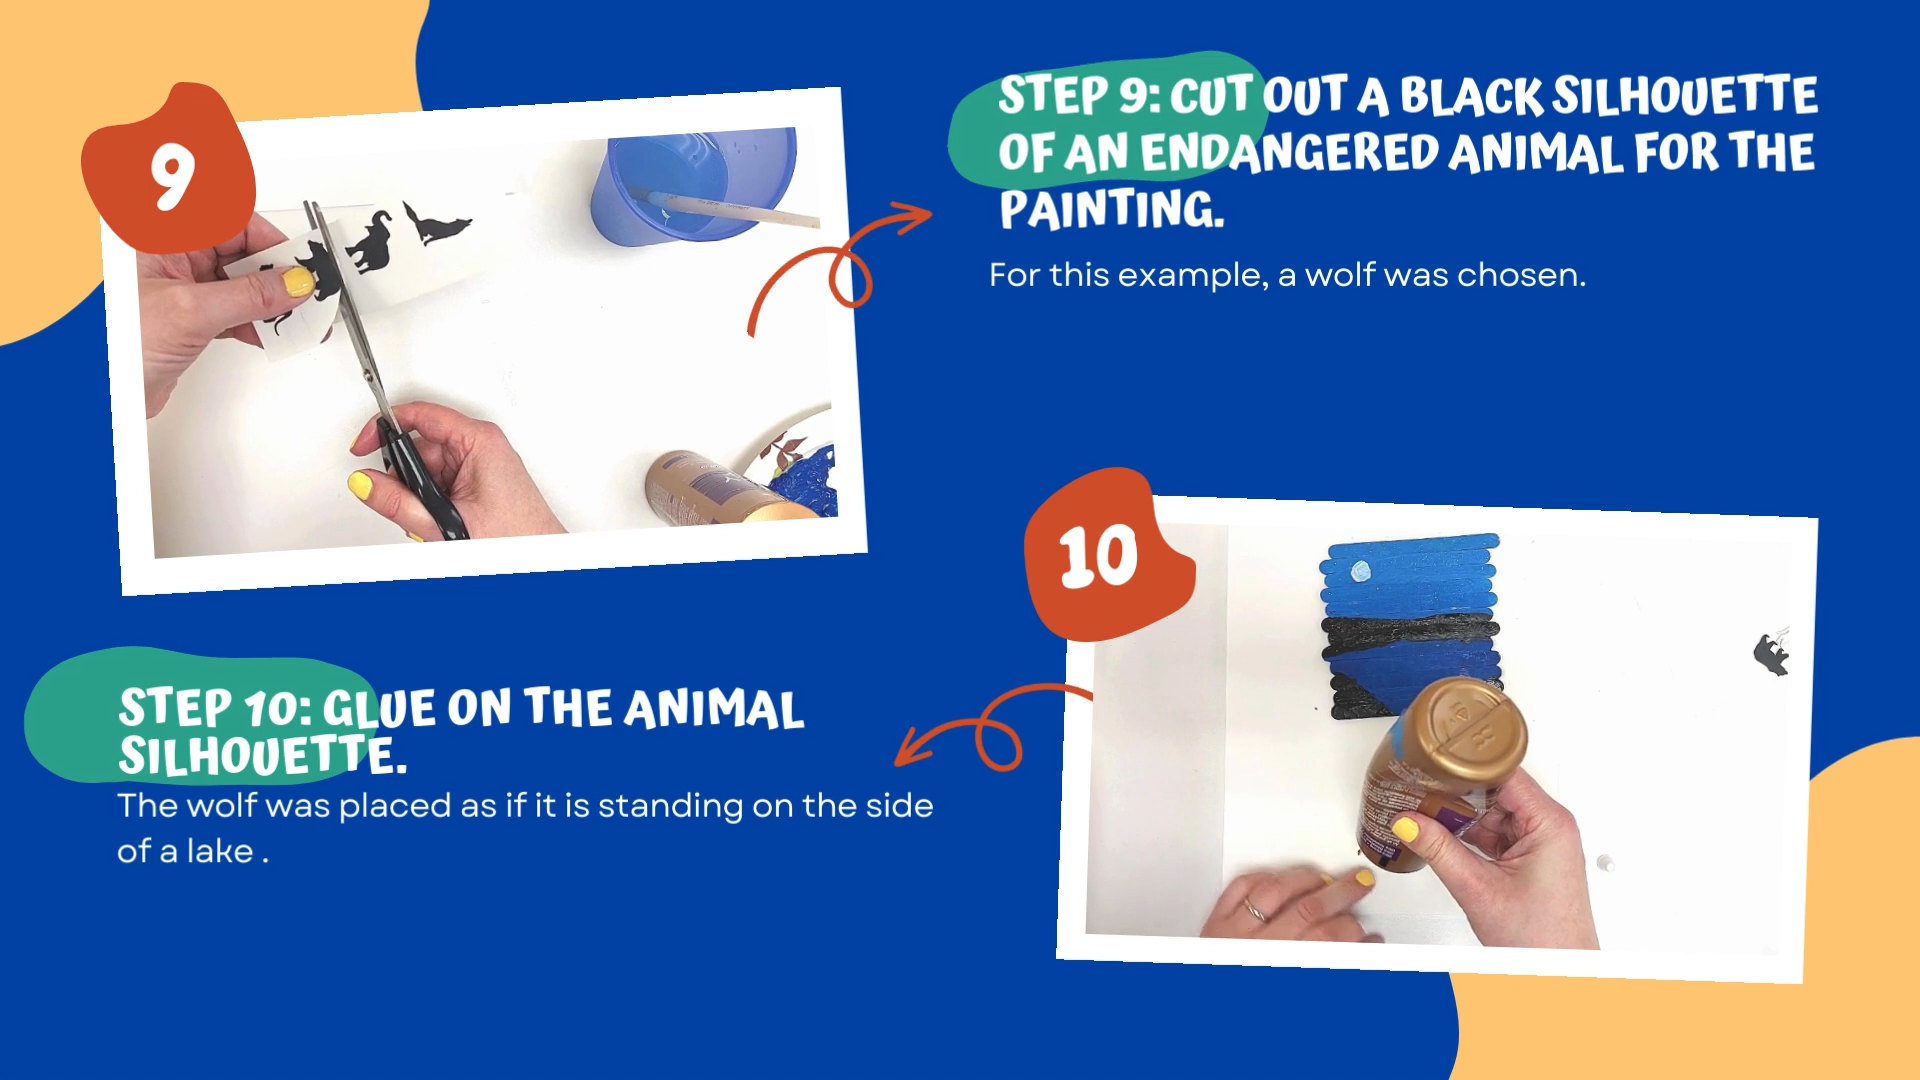 9
STEP 9: CUT OUT A BLACK SILHOUETTE
OF AN ENDANGERED ANIMAL FOR THE
PAINTING.
For this example, a wolf was chosen.
10
STEP 10: GLUE ON THE ANIMAL
SILHOUETTE.
The wolf was placed as if it is standing on the side
of a lake .